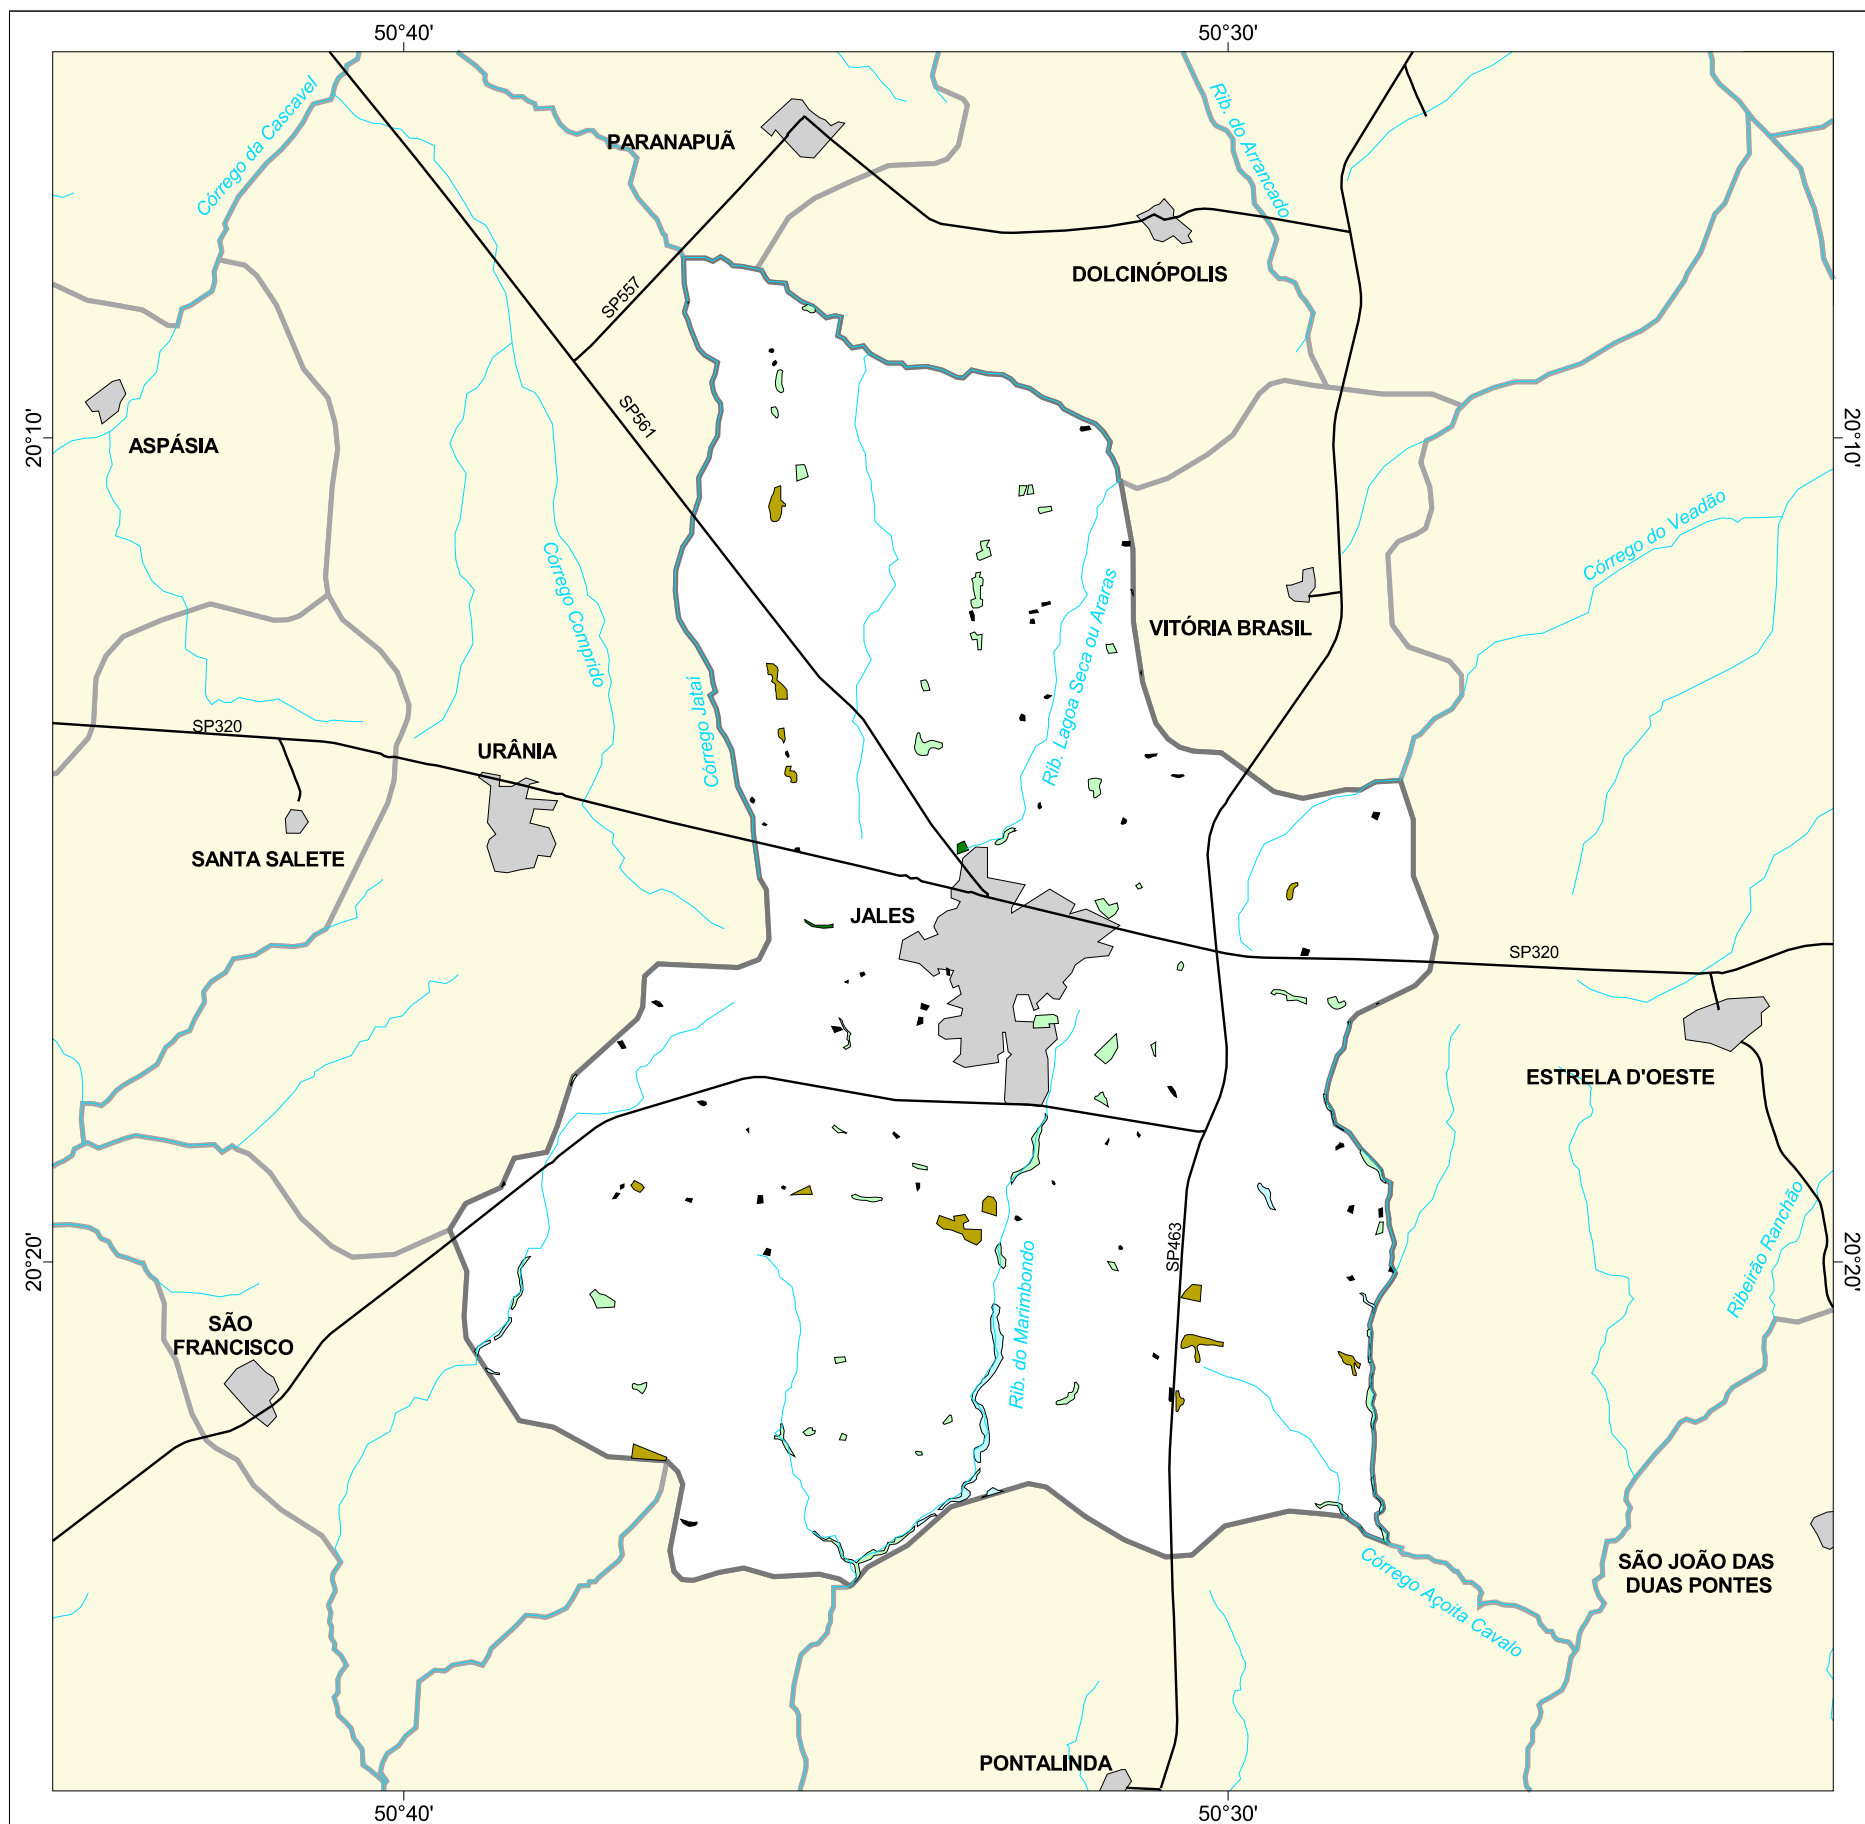 50°40'
50°30'
Córrego da Cascavel
PARANAPUÃ
Rib. do Arrancado
DOLCINÓPOLIS
SP557
SP561
20°10'
20°10'
ASPÁSIA
Córrego do Veadão
Córrego Comprido
Rib. Lagoa Seca ou Araras
VITÓRIA BRASIL
Córrego Jataí
SP320
URÂNIA
SANTA SALETE
JALES
SP320
ESTRELA D'OESTE
SP463
Ribeirão Ranchão
20°20'
20°20'
Rib. do Marimbondo
SÃO
FRANCISCO
SÃO JOÃO DAS
DUAS PONTES
Córrego Açoita Cavalo
PONTALINDA
50°40'
50°30'